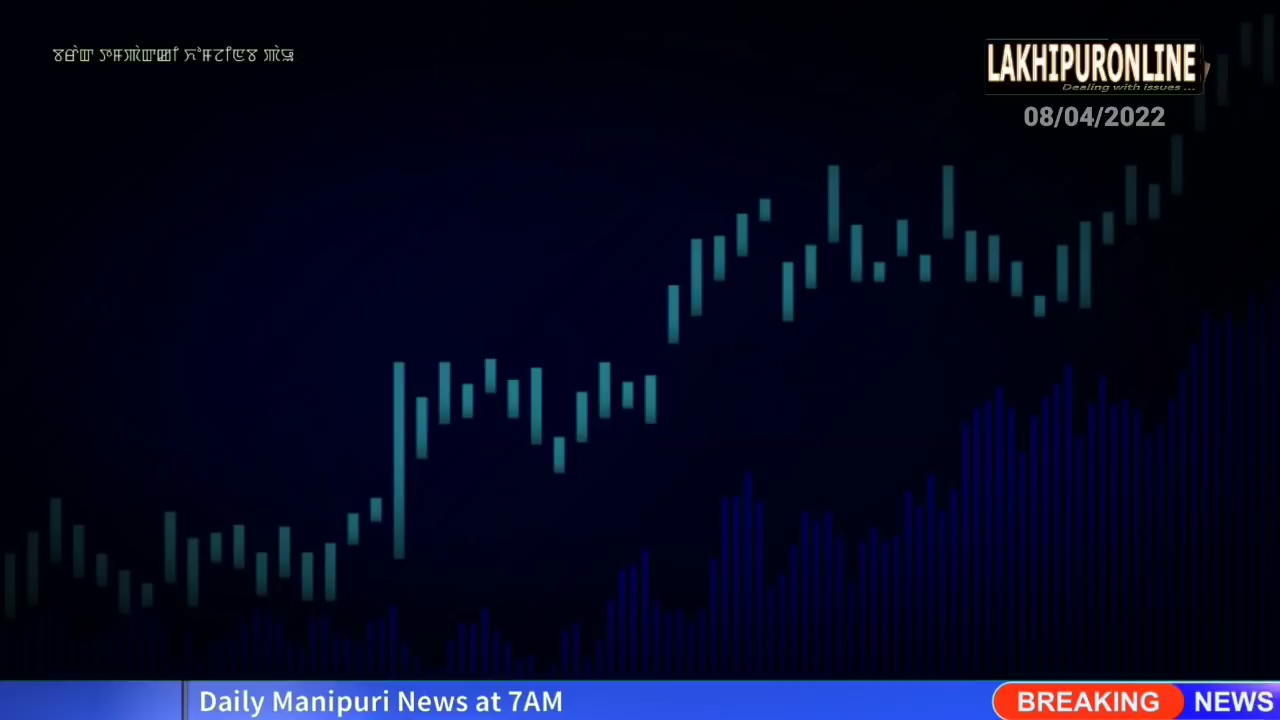 LAKHIPURONLINE
Dealing with issues ...
08/04/2022
Daily Manipuri News at 7AM
BREAKING NEWS